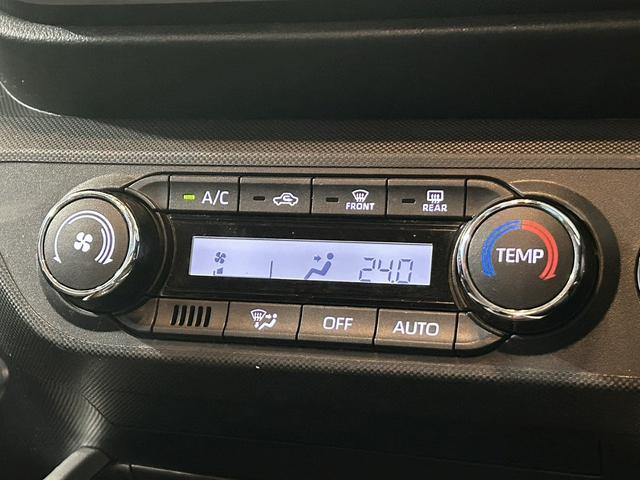 A/C
FRONT
REAR
TEMP
24.0
OFF
AUTO